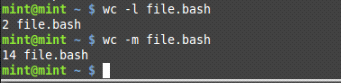 mint@mint ~ $ wc -l file.bash
2 file.bash
mint@mint ~ $ wc -m file.bash
14 file.bash
mint@mint ~ $